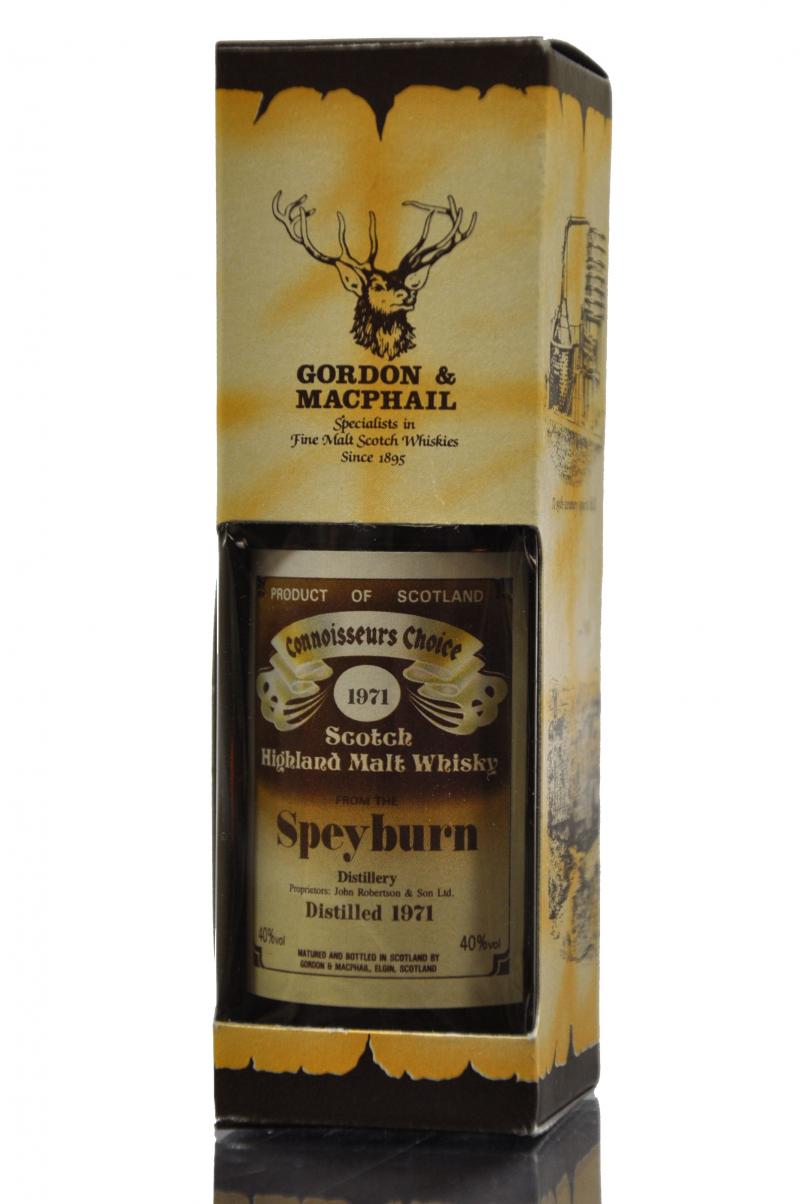 GORDON &
MACPHAIL
Specialists in
Fine Malt Scotch Whiskies
Since 1895
PRODUCT OF SCOTLAND
Connoisseurs Choice
1971
Scotch
Highland Malt Whisky
FROM THE
Speyburn
Distillery
Proprietors: John Robertson & Son Ltd.
Distilled 1971
40%vol 40%vol
MATURED AND BOTTLED IN SCOTLAND BY
GORDON & MACPHAIL, ELGIN, SCOTLAND